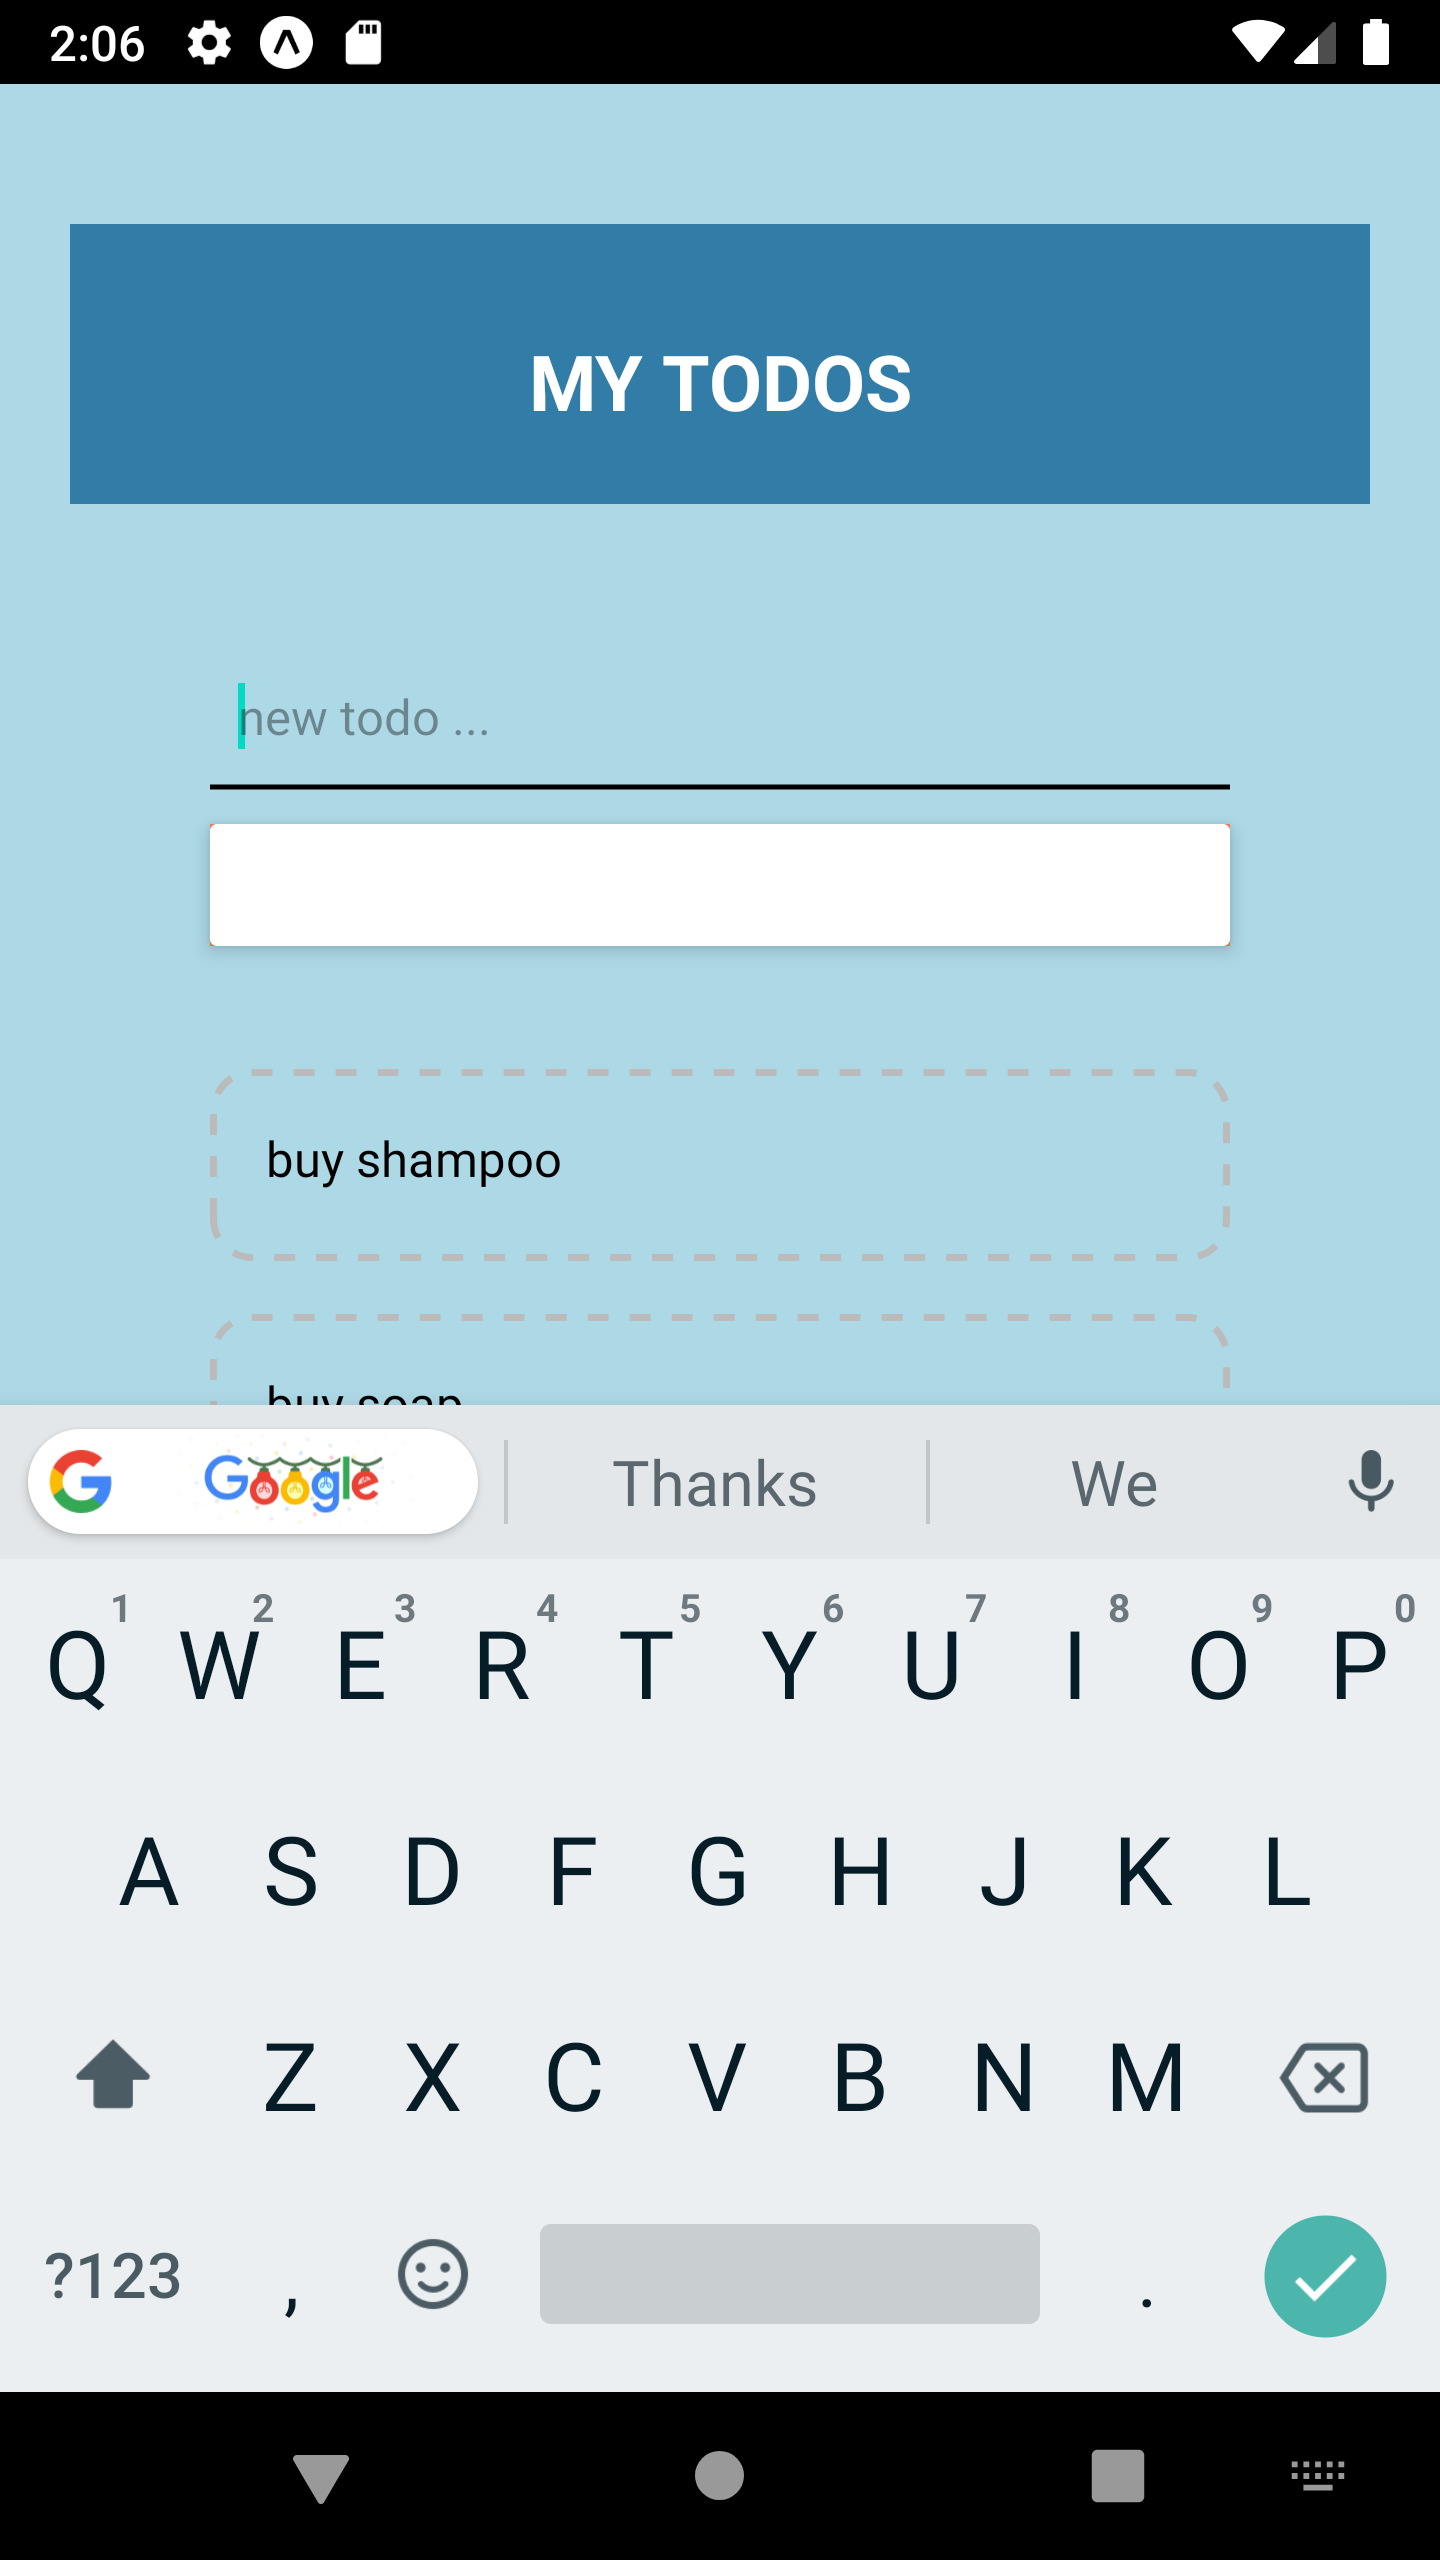 2:06
MY TODOS
new todo ...
buy shampoo
buy soap
G Google Thanks We
1 2 3 4 5 6 7 8 9 0
Q W E R T Y U I O P
A S D F G H J K L
Z X C V B N M
?123 , .